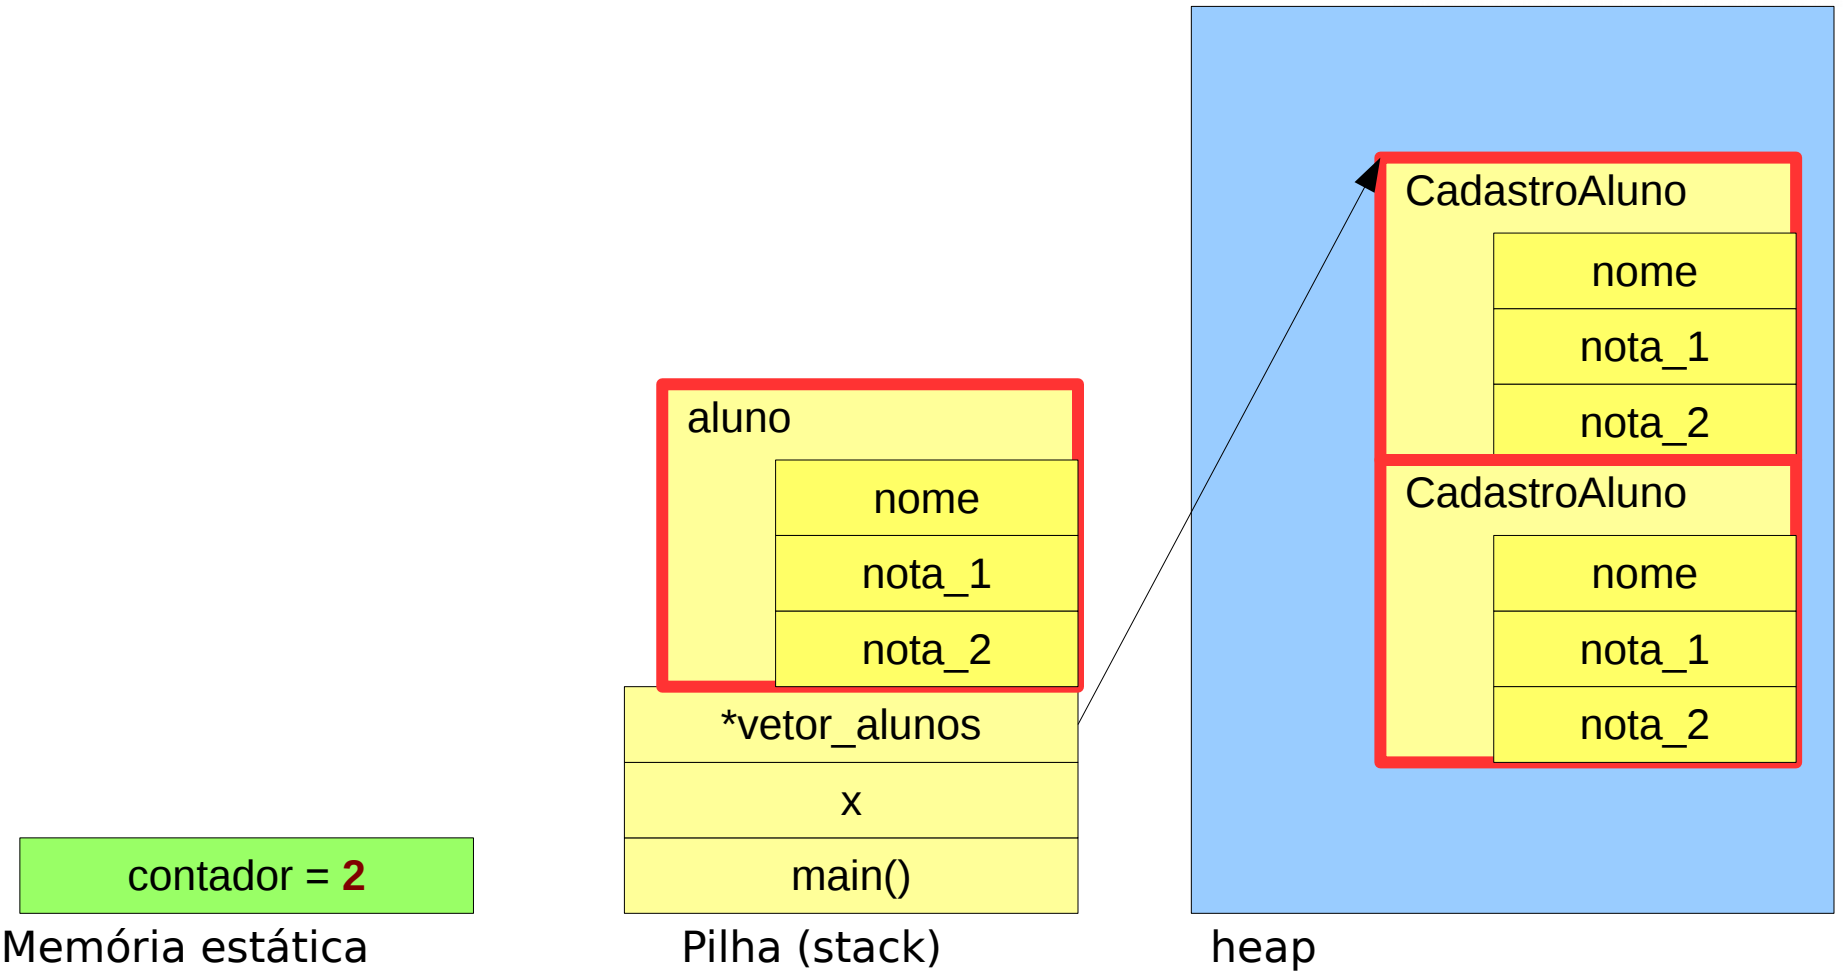 contador = 2
Memória estática
aluno
nome
nota_1
nota_2
*vetor_alunos
x
main()
Pilha (stack)
CadastroAluno
nome
nota_1
nota_2
CadastroAluno
nome
nota_1
nota_2
heap